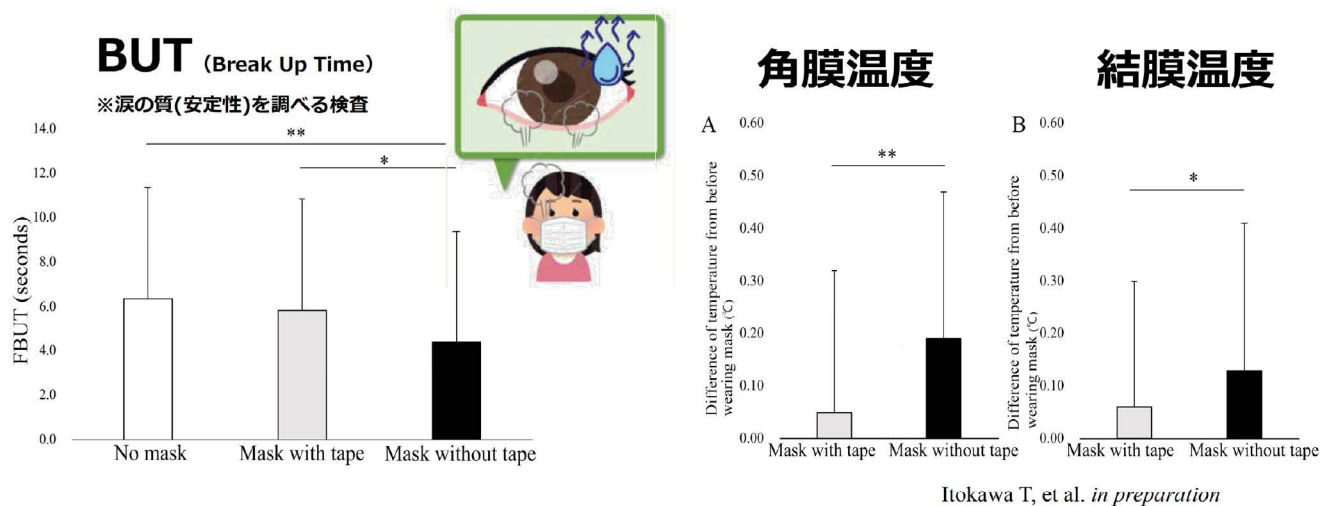 BUT (Break Up Time)
※涙の質(安定性)を調べる検査
14.0
12.0
10.0
8.0
6.0
4.0
2.0
0.0
FBUT (seconds)
**
*
No mask
Mask with tape
Mask without tape
角膜温度
A
0.60
0.50
0.40
0.30
0.20
0.10
0.00
Difference of temperature from before
wearing mask (℃)
**
Mask with tape
Mask without tape
結膜温度
B
0.60
0.50
0.40
0.30
0.20
0.10
0.00
Difference of temperature from before
wearing mask (℃)
*
Mask with tape
Mask without tape
Itokawa T, et al. in preparation